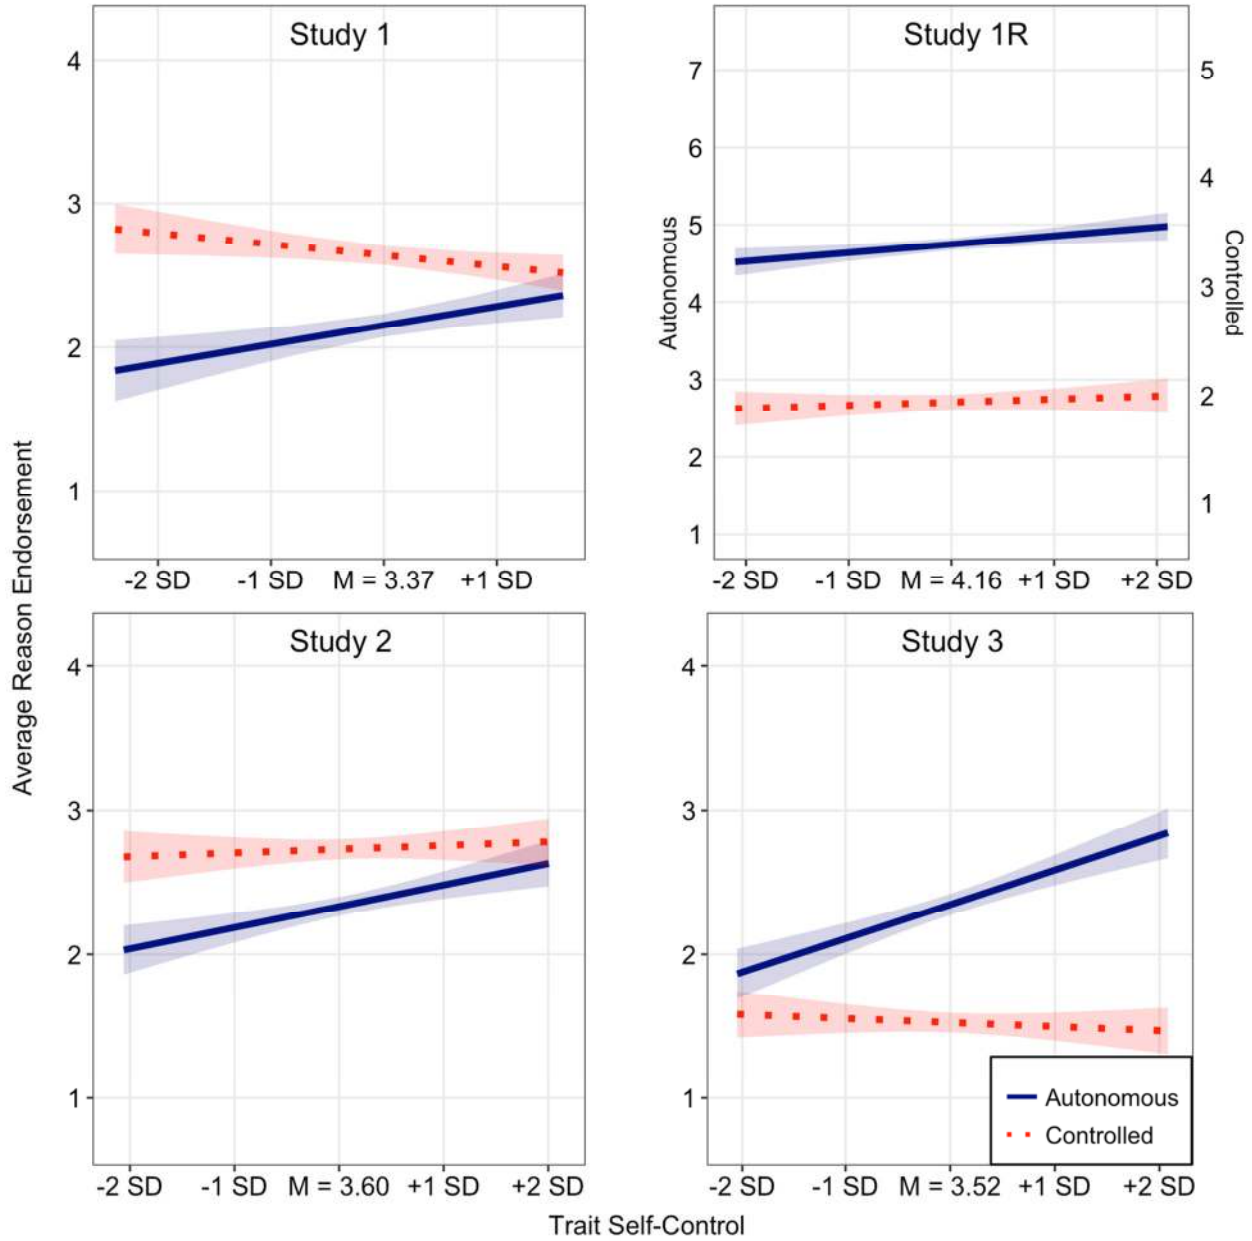 Average Reason Endorsement
Study 1
4
3
2
1
-2 SD -1 SD M = 3.37 +1 SD
Study 1R
Autonomous
7
6
5
4
3
2
1
5
4
3
2
1
Controlled
-2 SD -1 SD M = 4.16 +1 SD +2 SD
Study 2
4
3
2
1
-2 SD -1 SD M = 3.60 +1 SD +2 SD
Study 3
4
3
2
1
Autonomous
Controlled
-2 SD -1 SD M = 3.52 +1 SD +2 SD
Trait Self-Control